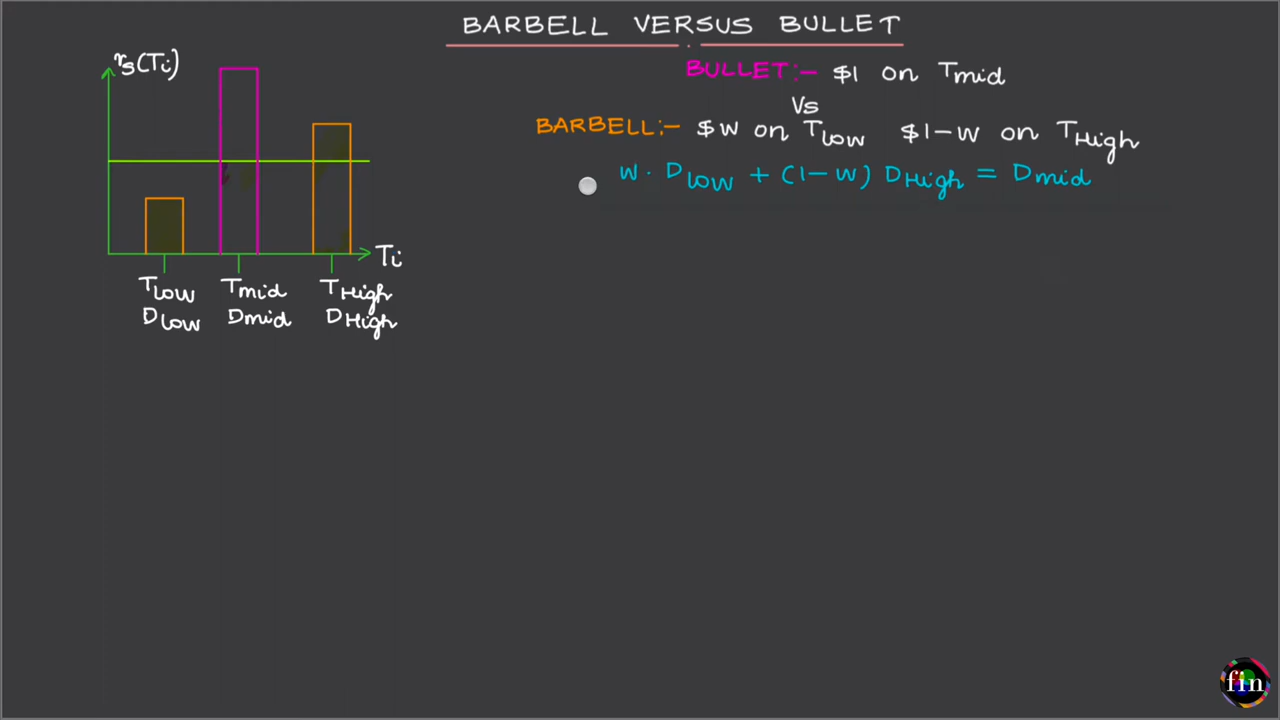 BARBELL VERSUS BULLET
rs(Ti)
BULLET:- $1 on Tmid
Vs
BARBELL:- $W on Tlow $1-W on THigh
W. Dlow + (1-W) DHigh = Dmid
Ti
Tlow Tmid THigh
Dlow Dmid DHigh
fin